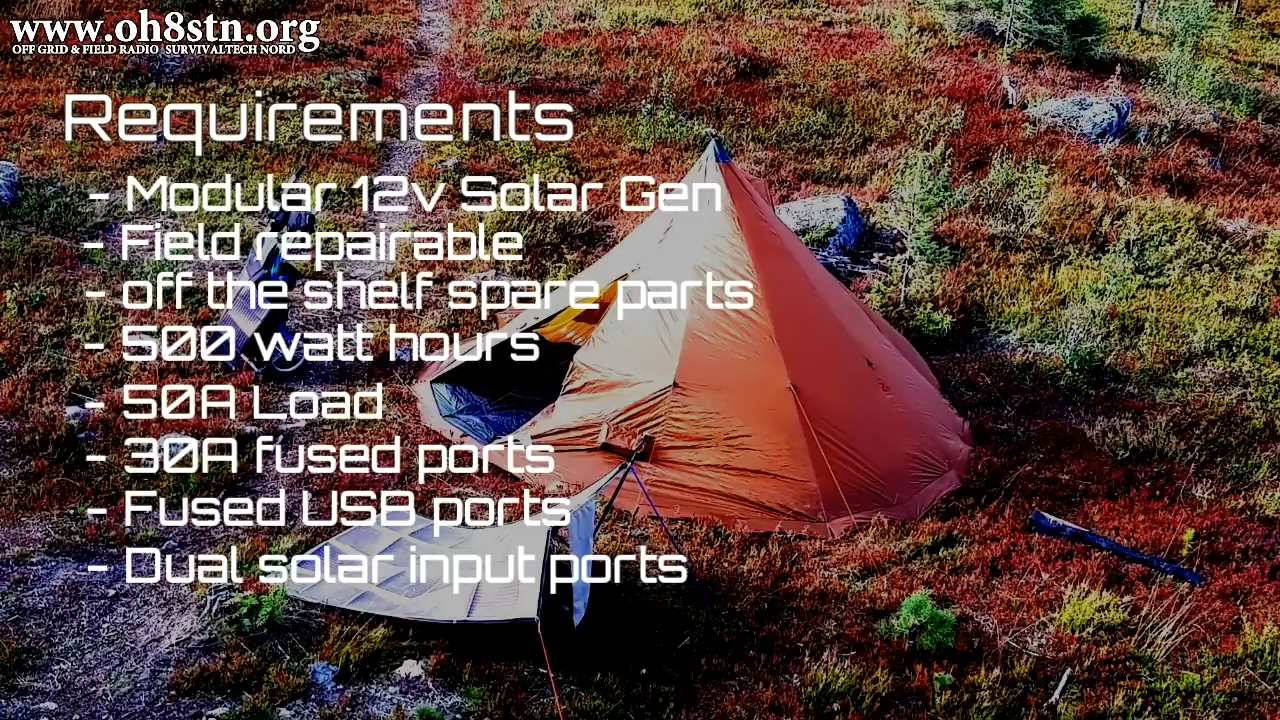 www.oh8stn.org
OFF GRID & FIELD RADIO SURVIVALTECH NORD
Requirements
- Modular 12v Solar Gen
- Field repairable
- off the shelf spare parts
- 500 watt hours
- 50A Load
- 30A fused ports
- Fused USB ports
- Dual solar input ports